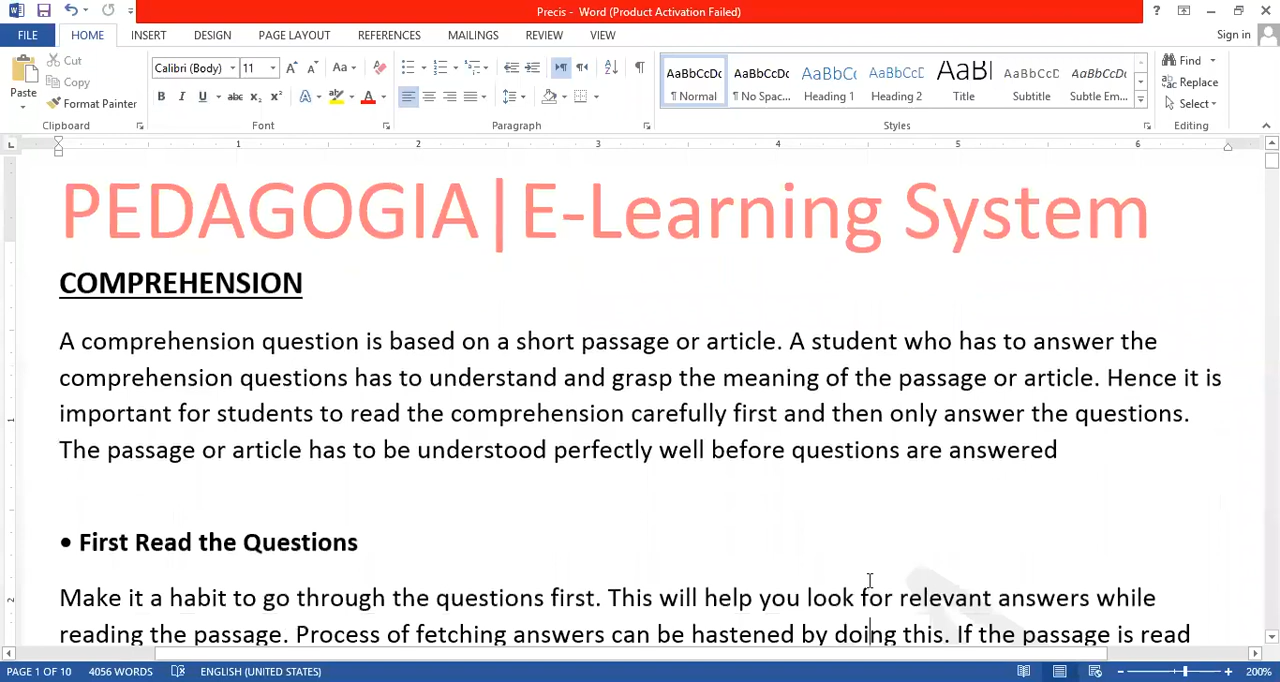 Precis - Word (Product Activation Failed)
Sign in
FILE HOME INSERT DESIGN PAGE LAYOUT REFERENCES MAILINGS REVIEW VIEW
Paste
Cut
Copy
Format Painter
Clipboard
Calibri (Body) 11
Font
Paragraph
AaBbCcDc AaBbCcDc AaBbCc AaBbCcD AaBl AaBbCcD AaBbCcDc
¶ Normal ¶ No Spac... Heading 1 Heading 2 Title Subtitle Subtle Em...
Styles
Find
Replace
Select
Editing
1 2 3 4 5 6
PEDAGOGIA|E-Learning System
COMPREHENSION
A comprehension question is based on a short passage or article. A student who has to answer the
comprehension questions has to understand and grasp the meaning of the passage or article. Hence it is
important for students to read the comprehension carefully first and then only answer the questions.
The passage or article has to be understood perfectly well before questions are answered
• First Read the Questions
Make it a habit to go through the questions first. This will help you look for relevant answers while
reading the passage. Process of fetching answers can be hastened by doing this. If the passage is read
PAGE 1 OF 10 4056 WORDS ENGLISH (UNITED STATES) 200%